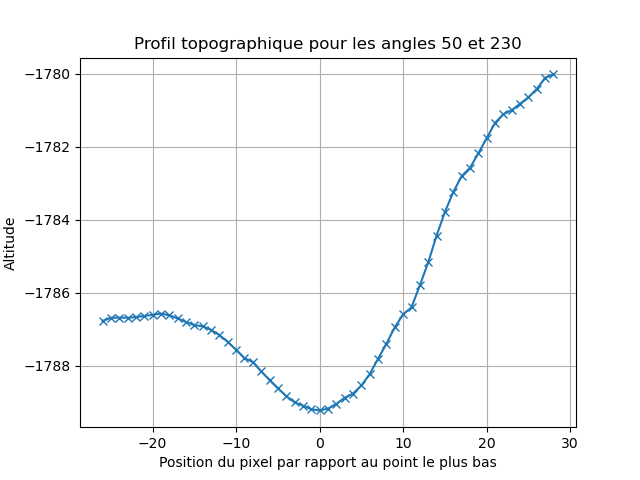 Profil topographique pour les angles 50 et 230
Altitude
−1780
−1782
−1784
−1786
−1788
−20 −10 0 10 20 30
Position du pixel par rapport au point le plus bas